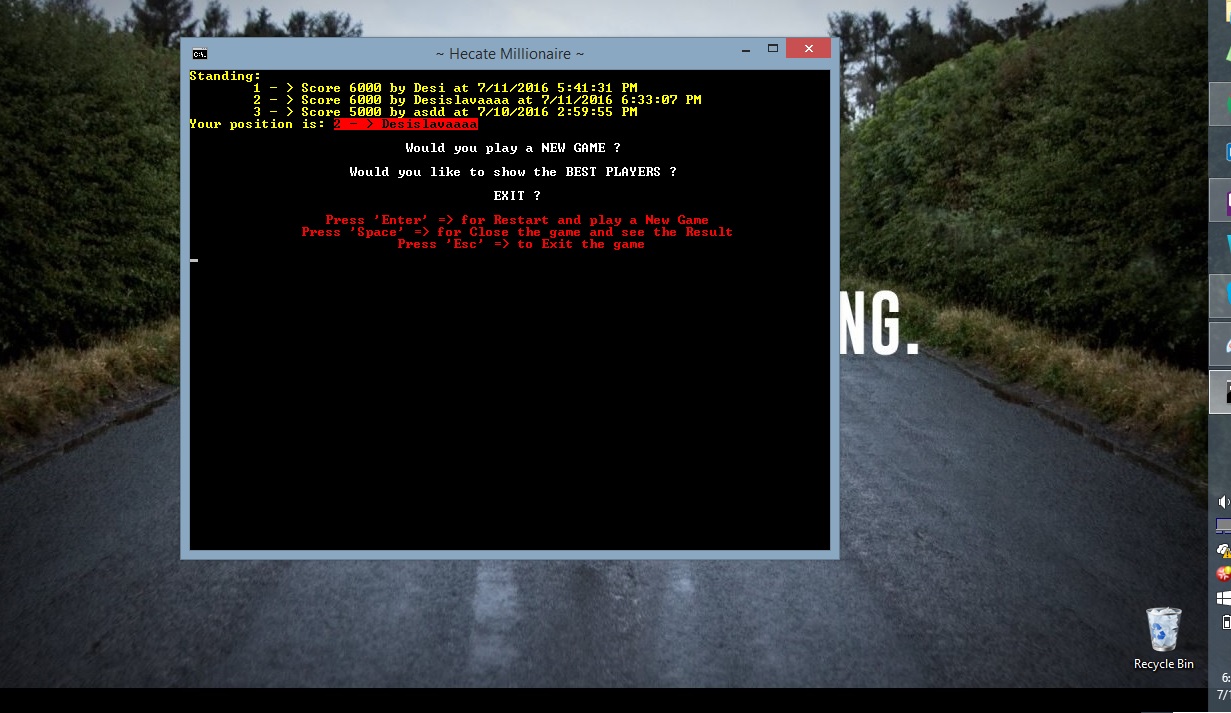 ~ Hecate Millionaire ~
Standing:
1 - > Score 6000 by Desi at 7/11/2016 5:41:31 PM
2 - > Score 6000 by Desislavaaaa at 7/11/2016 6:33:07 PM
3 - > Score 5000 by asdd at 7/10/2016 2:59:55 PM
Your position is: 2 - > Desislavaaaa
Would you play a NEW GAME ?
Would you like to show the BEST PLAYERS ?
EXIT ?
Press 'Enter' => for Restart and play a New Game
Press 'Space' => for Close the game and see the Result
Press 'Esc' => to Exit the game
NG.
Recycle Bin
6:
7/1